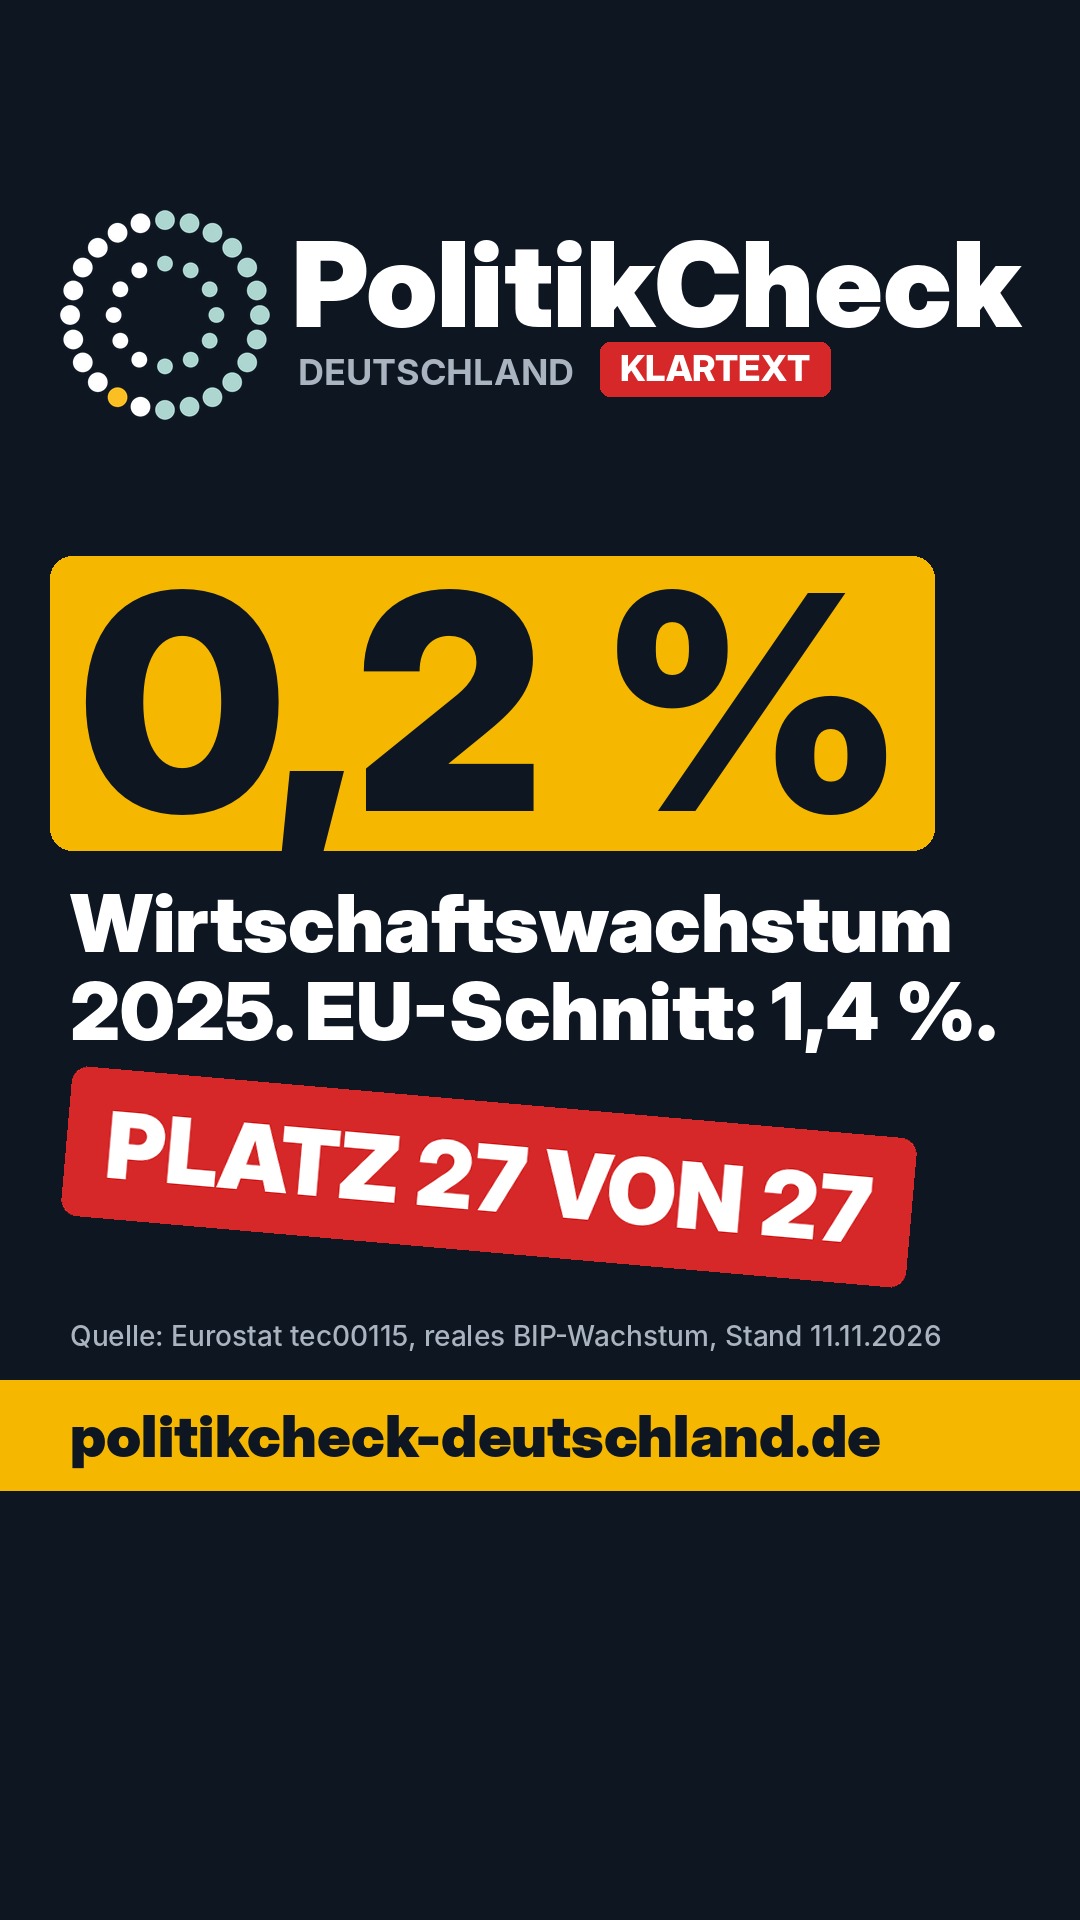 PolitikCheck
DEUTSCHLAND KLARTEXT
0,2 %
Wirtschaftswachstum
2025. EU-Schnitt: 1,4 %.
PLATZ 27 VON 27
Quelle: Eurostat tec00115, reales BIP-Wachstum, Stand 11.11.2026
politikcheck-deutschland.de